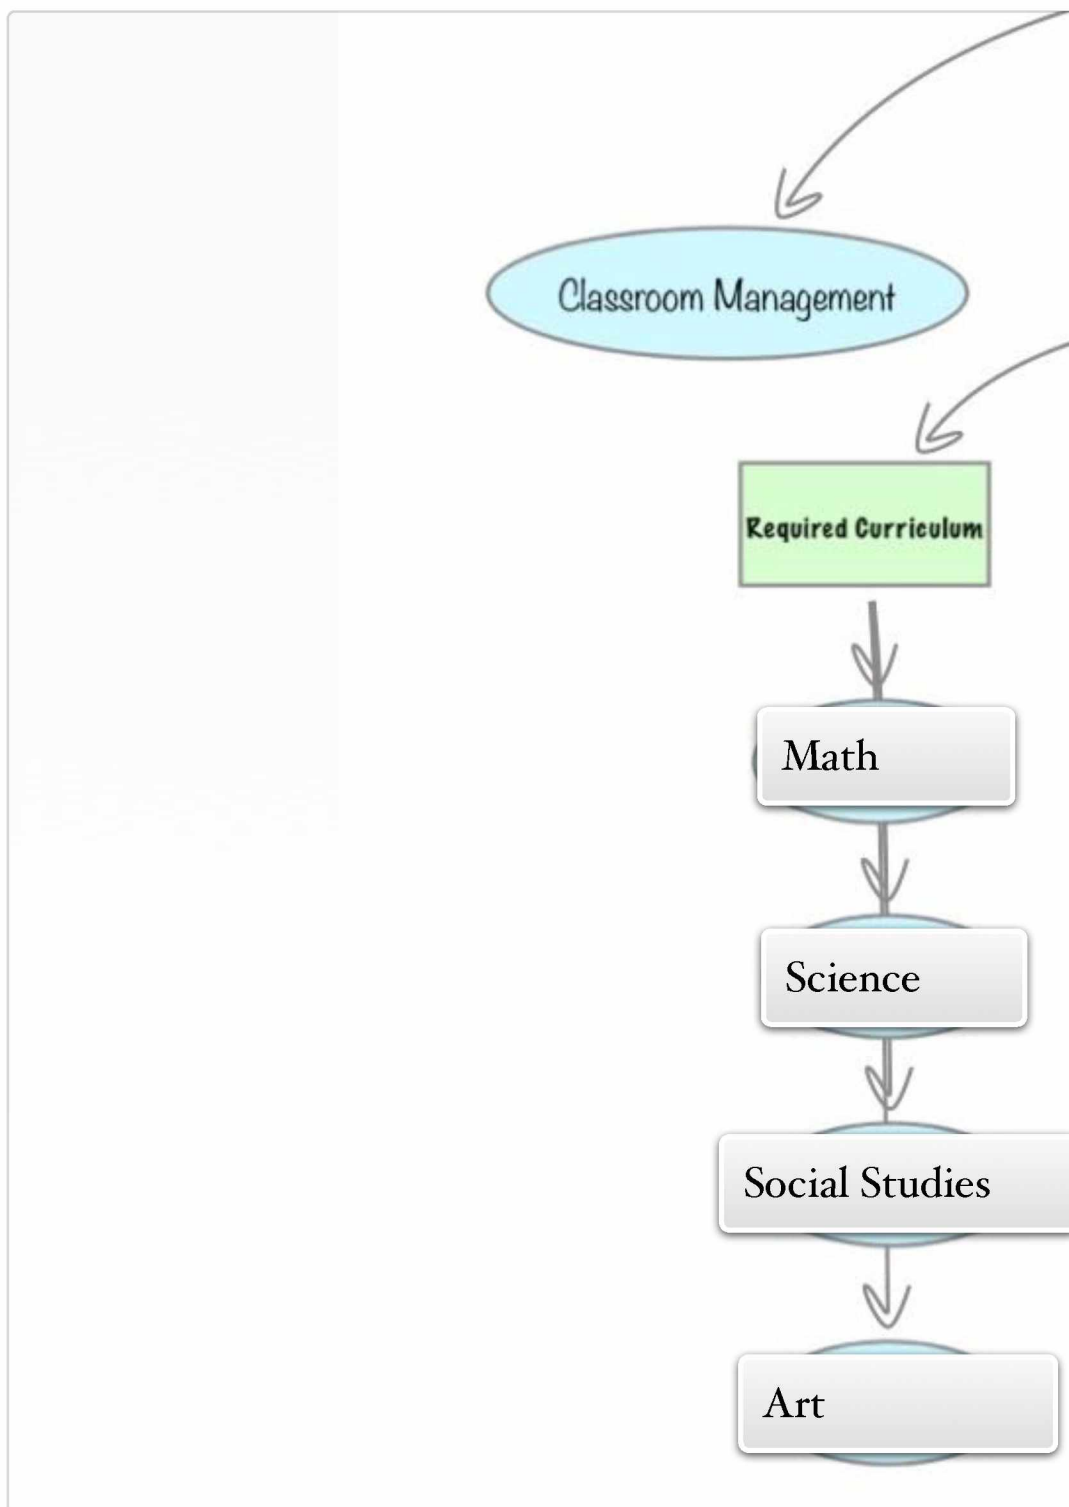 Classroom Management
Required Curriculum
Math
Science
Social Studies
Art